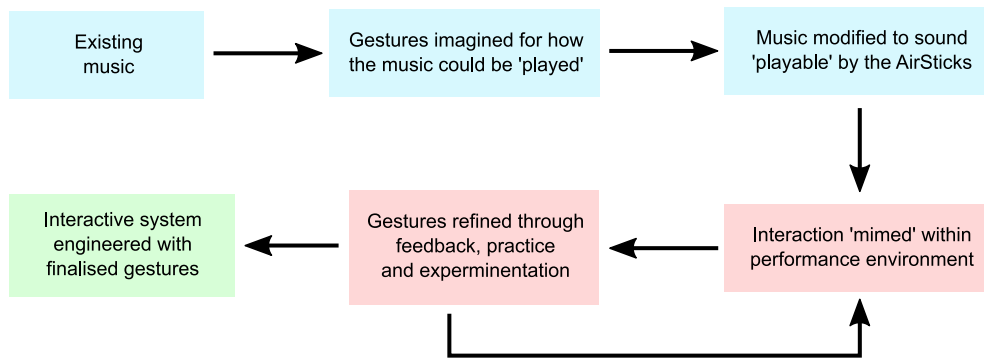 Existing
music
Gestures imagined for how
the music could be 'played'
Music modified to sound
'playable' by the AirSticks
Interaction 'mimed' within
performance environment
Gestures refined through
feedback, practice
and experminentation
Interactive system
engineered with
finalised gestures